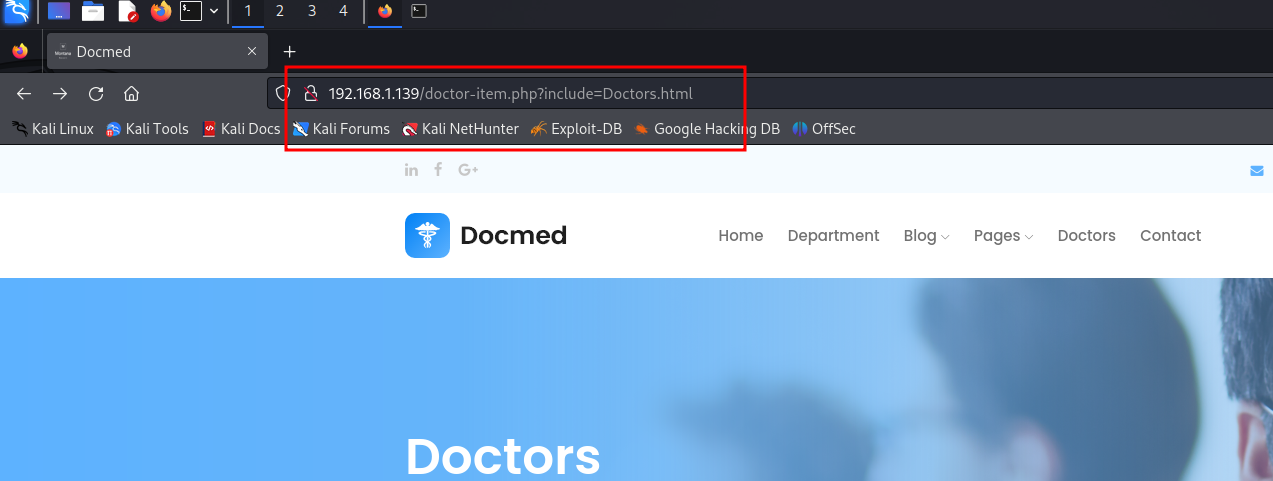 1 2 3 4
Docmed
192.168.1.139/doctor-item.php?include=Doctors.html
Kali Linux Kali Tools Kali Docs Kali Forums Kali NetHunter Exploit-DB Google Hacking DB OffSec
Docmed
Home Department Blog Pages Doctors Contact
Doctors